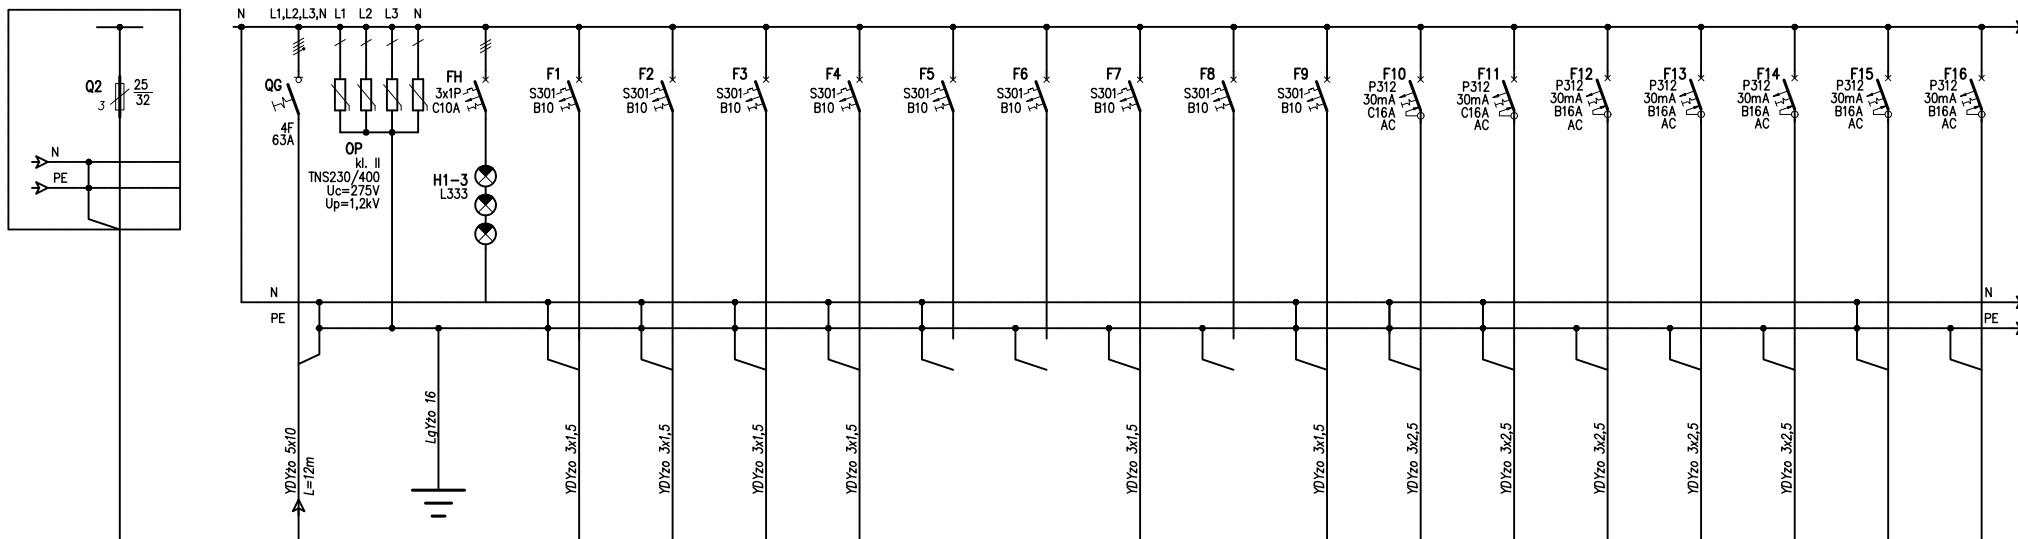 Q2
3
25
32
N
PE
N
L1,L2,L3,N
L1
L2
L3
N
QG
4F
63A
OP
kl. II
TNS230/400
Uc=275V
Up=1,2kV
FH
3x1P
C10A
H1-3
L333
F1
S301
B10
F2
S301
B10
F3
S301
B10
F4
S301
B10
F5
S301
B10
F6
S301
B10
F7
S301
B10
F8
S301
B10
F9
S301
B10
F10
P312
30mA
C16A
AC
F11
P312
30mA
C16A
AC
F12
P312
30mA
B16A
AC
F13
P312
30mA
B16A
AC
F14
P312
30mA
B16A
AC
F15
P312
30mA
B16A
AC
F16
P312
30mA
B16A
AC
N
PE
N
PE
YDYżo 5x10
L=12m
LgYżo 16
YDYżo 3x1,5
YDYżo 3x1,5
YDYżo 3x1,5
YDYżo 3x1,5
YDYżo 3x1,5
YDYżo 3x1,5
YDYżo 3x2,5
YDYżo 3x2,5
YDYżo 3x2,5
YDYżo 3x2,5
YDYżo 3x2,5